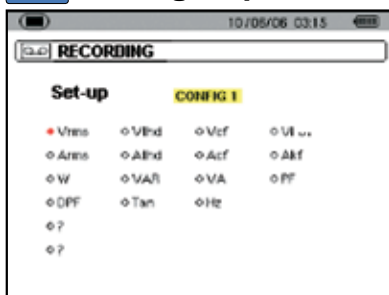 10/06/06 03:15
RECORDING
Set-up CONFIG 1
Vrms Vthd Vcf
Arms Athd Acf Akf
W VAR VA PF
DPF Tan Hz
?
?